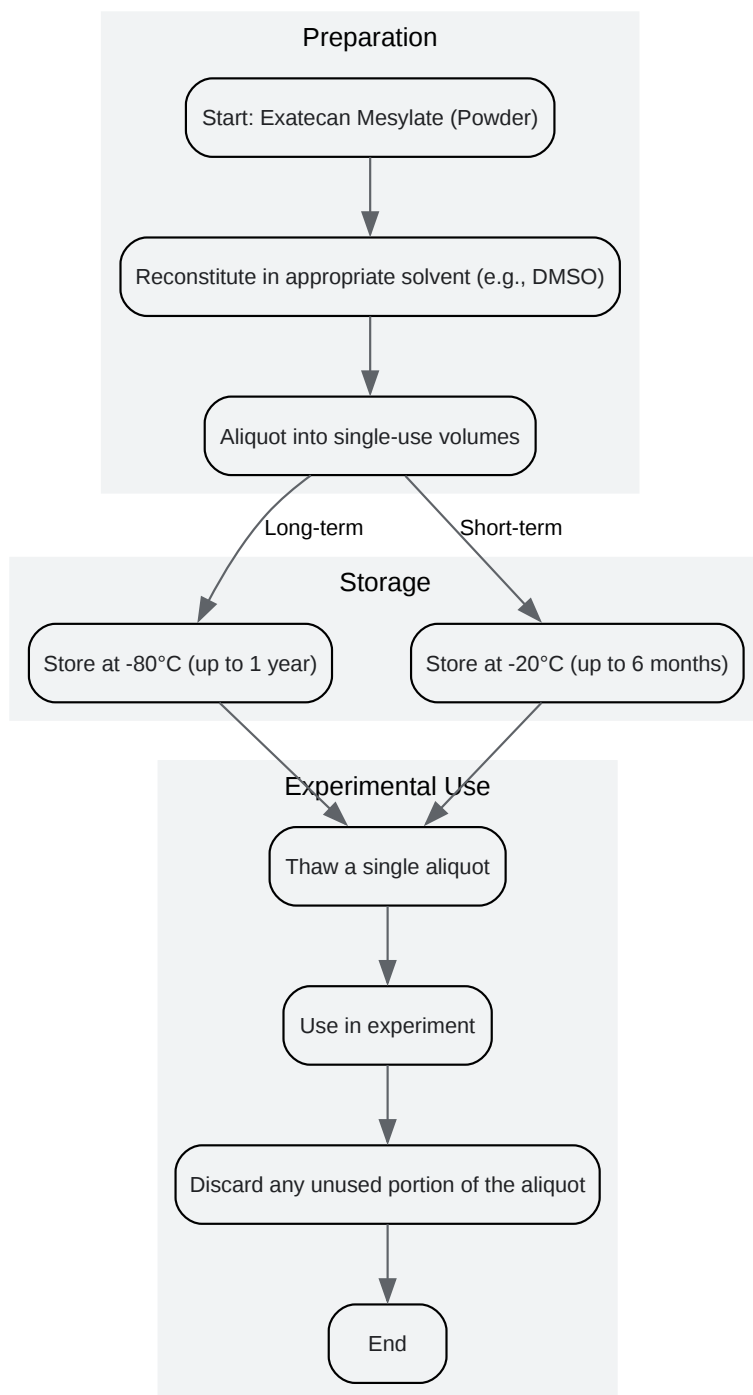 Preparation
Start: Exatecan Mesylate (Powder)
Reconstitute in appropriate solvent (e.g., DMSO)
Aliquot into single-use volumes
Long-term
Short-term
Storage
Store at -80°C (up to 1 year)
Store at -20°C (up to 6 months)
Experimental Use
Thaw a single aliquot
Use in experiment
Discard any unused portion of the aliquot
End